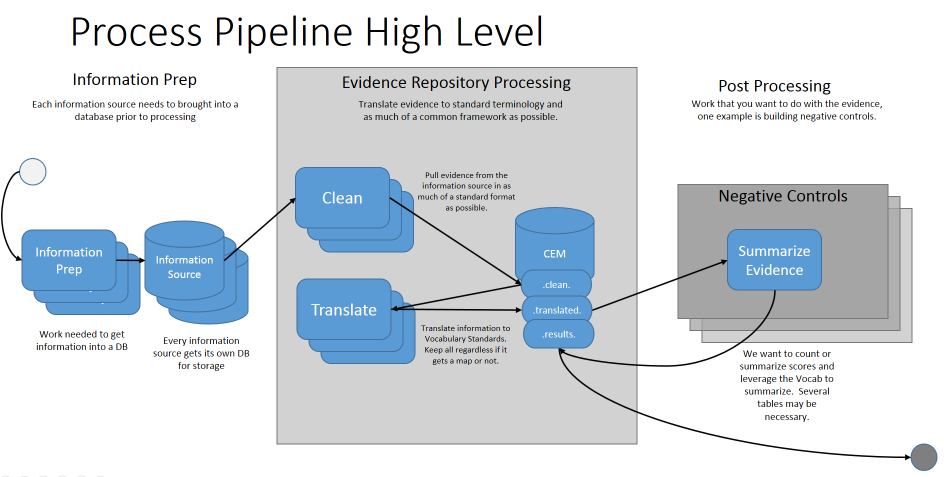 Process Pipeline High Level
Information Prep
Each information source needs to brought into a
database prior to processing
Evidence Repository Processing
Translate evidence to standard terminology and
as much of a common framework as possible.
Post Processing
Work that you want to do with the evidence,
one example is building negative controls.
Information
Prep
Work needed to get
information into a DB
Information
Source
Every information
source gets its own DB
for storage
Clean
Pull evidence from the
information source in as
much of a standard format
as possible.
Translate
Translate information to
Vocabulary Standards.
Keep all regardless if it
gets a map or not.
CEM
.clean.
.translated.
.results.
Negative Controls
Summarize
Evidence
We want to count or
summarize scores and
leverage the Vocab to
summarize. Several
tables may be
necessary.